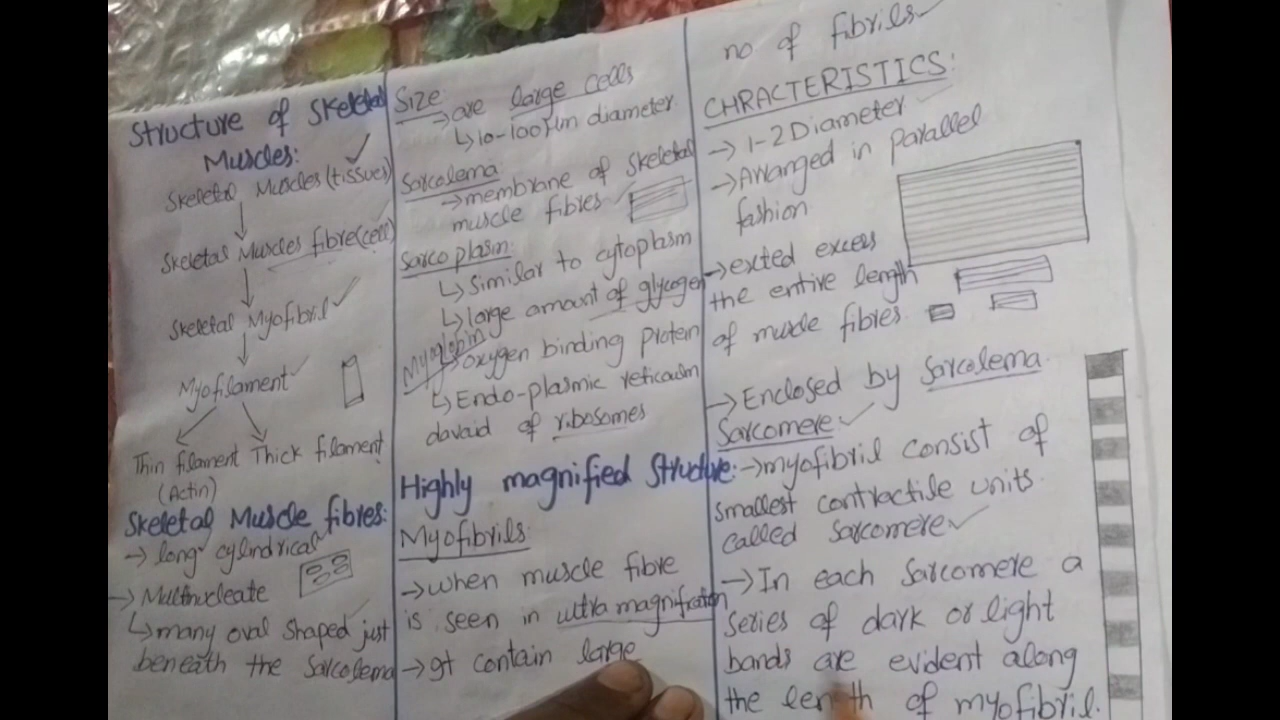 Structure of Skeletal
Muscles:
Skeletal Muscles (tissues)
Skeletal Muscles fibre(cell)
Skeletal Myofibril
Myofilament
Thin filament Thick filament
(Actin)
Skeletal Muscle fibres:
→ long cylindrical
→ Multinucleate
↳ many oval shaped just
beneath the Sarcolema
Size:
→ are large cells
↳ 10-100 um diameter
Sarcolema:
→ membrane of skeletal
muscle fibres
Sarcoplasm:
↳ Similar to cytoplasm
↳ large amount of glycogen
Myoglobin
→ oxygen binding protein
↳ Endo-plasmic reticulm
davoid of ribosomes
Highly magnified Structure:
Myofibrils:
→ when muscle fibre
is seen in ultra magnifiction
→ It contain large
no of fibrils
CHRACTERISTICS:
→ 1-2 Diameter
→ Arranged in parallel
fashion
→ exted excers
the entire length
of muscle fibres.
→ Enclosed by Sarcolema.
Sarcomere
→ myofibril consist of
smallest contractile units
called Sarcomere
→ In each Sarcomere a
series of dark or light
bands are evident along
the length of myofibril.